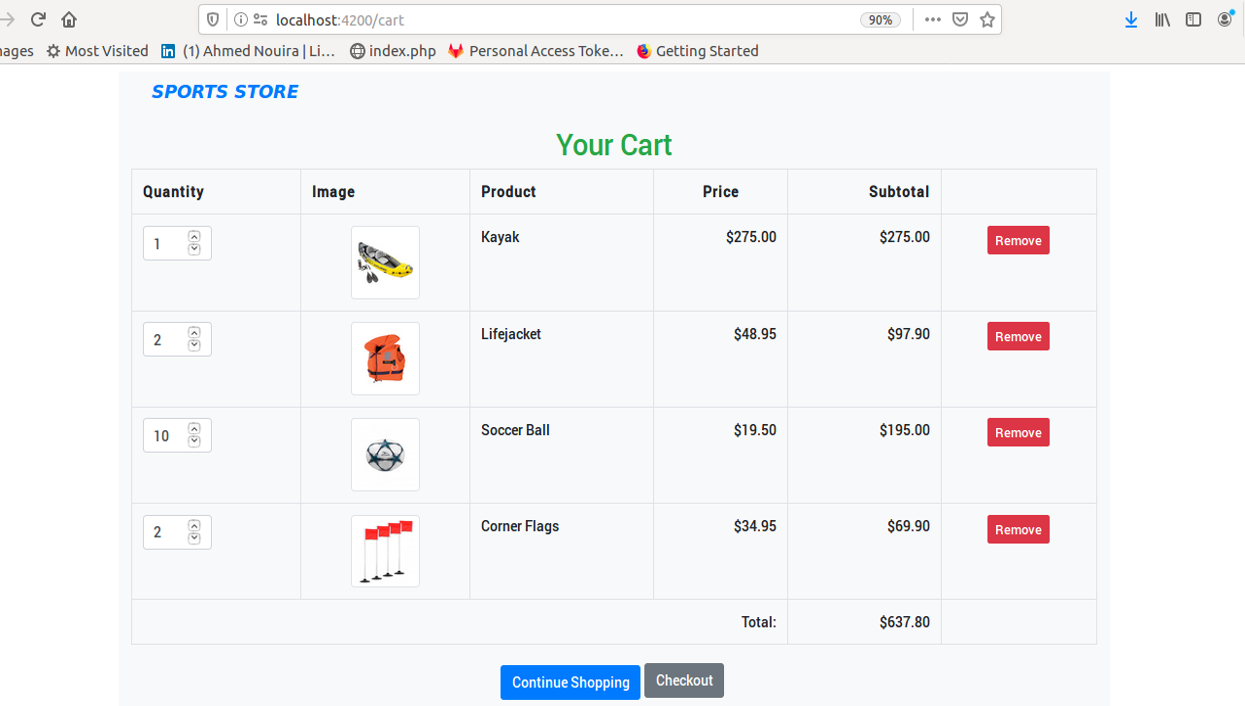 localhost:4200/cart
90%
nages Most Visited (1) Ahmed Nouira | Li... index.php Personal Access Toke... Getting Started
SPORTS STORE
Your Cart
Quantity Image Product Price Subtotal
1 Kayak $275.00 $275.00 Remove
2 Lifejacket $48.95 $97.90 Remove
10 Soccer Ball $19.50 $195.00 Remove
2 Corner Flags $34.95 $69.90 Remove
Total: $637.80
Continue Shopping Checkout